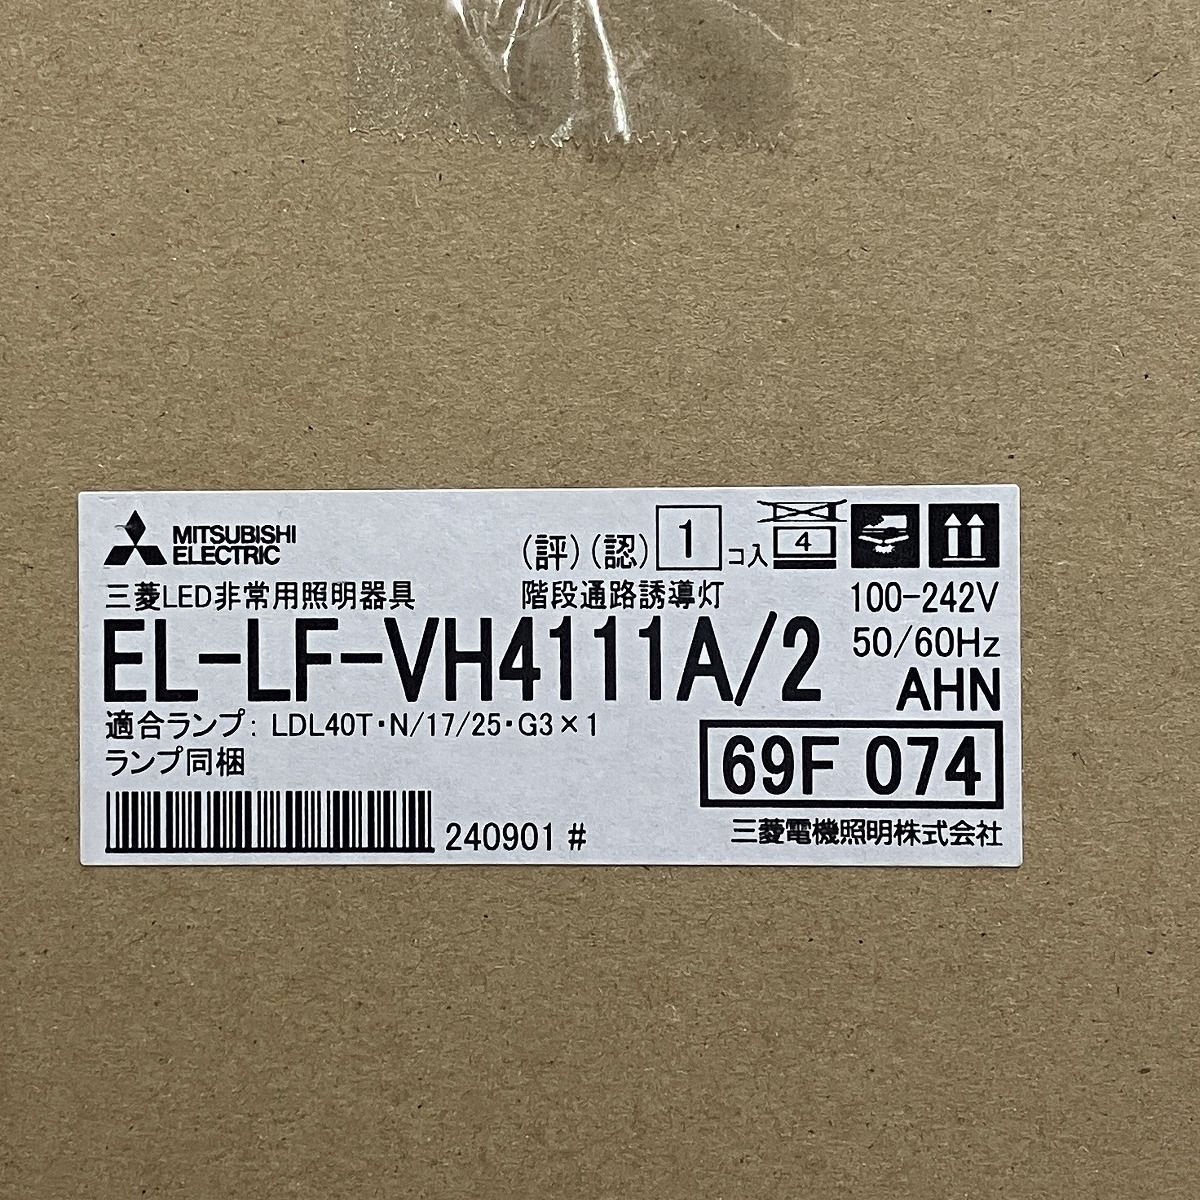 MITSUBISHI
ELECTRIC
(評)(認) 1 コ入 4
三菱LED非常用照明器具 階段通路誘導灯 100-242V
EL-LF-VH4111A/2 50/60Hz
AHN
適合ランプ: LDL40T・N/17/25・G3×1
ランプ同梱
69F 074
240901 #
三菱電機照明株式会社